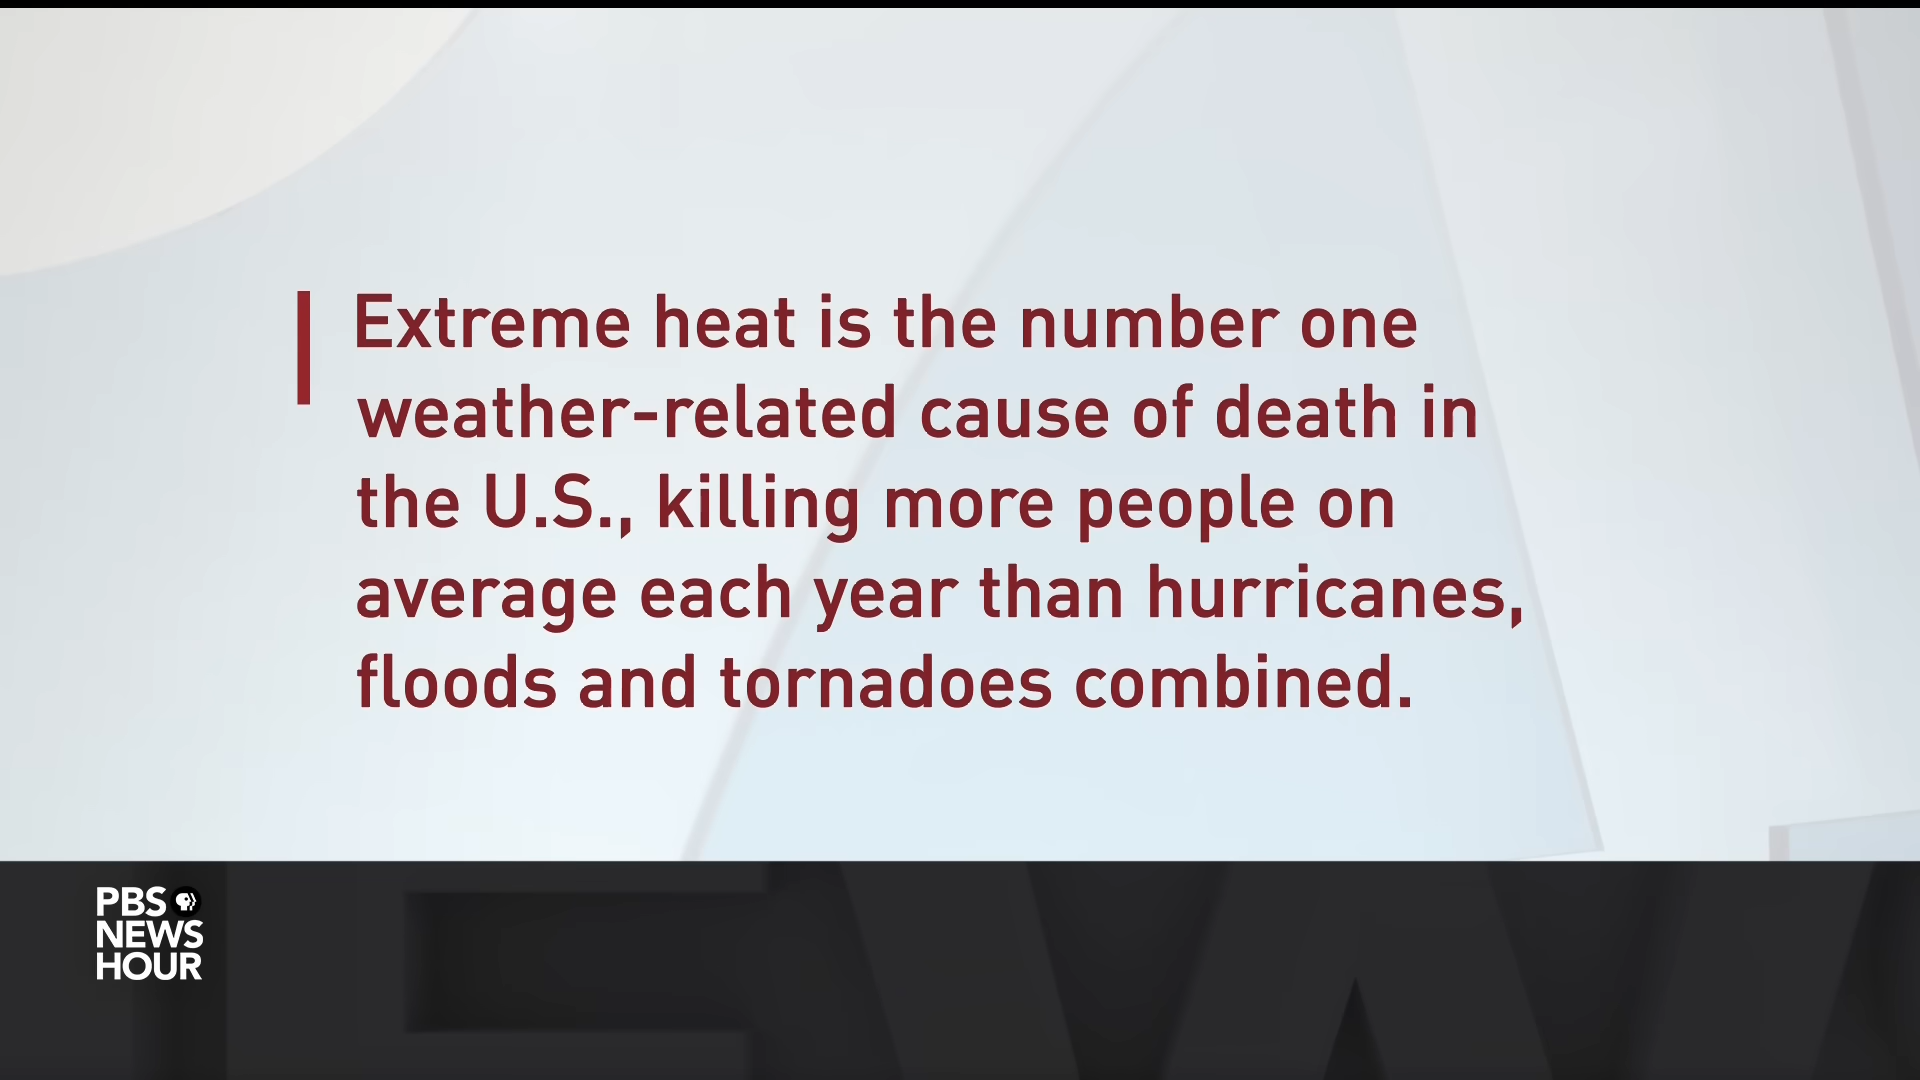 Extreme heat is the number one
weather-related cause of death in
the U.S., killing more people on
average each year than hurricanes,
floods and tornadoes combined.
PBS
NEWS
HOUR